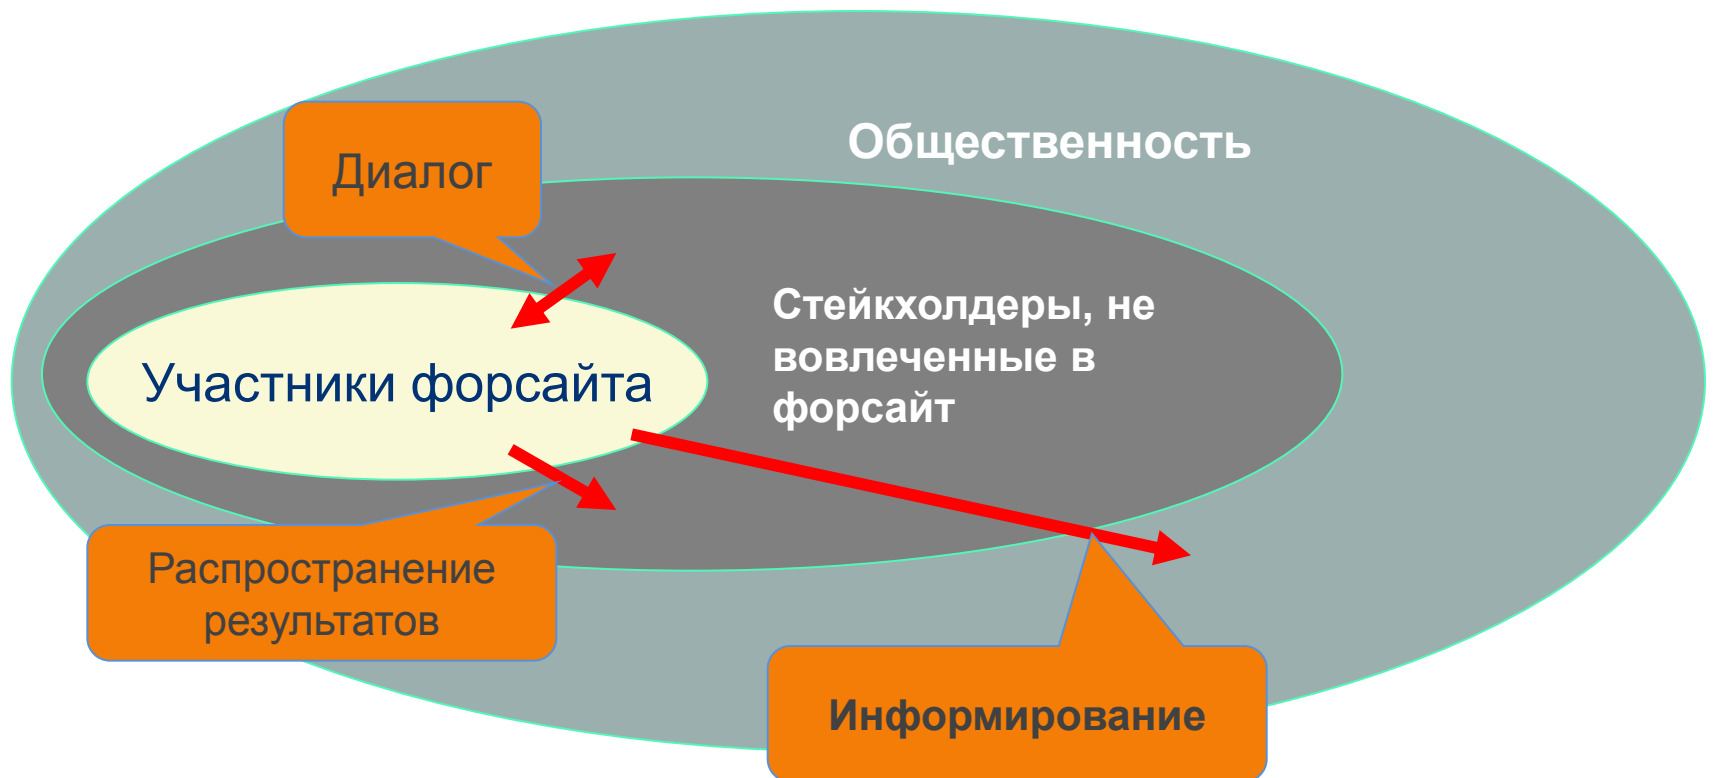 Общественность
Диалог
Стейкхолдеры, не
вовлеченные в
форсайт
Участники форсайта
Распространение
результатов
Информирование